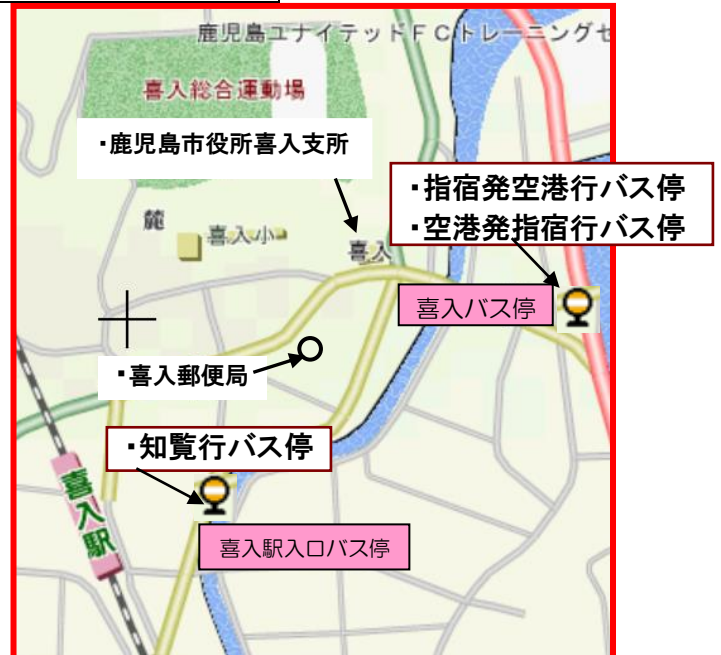 鹿児島ユナイテッドFCトレーニングセ
喜入総合運動場
・鹿児島市役所喜入支所
・指宿発空港行バス停
・空港発指宿行バス停
麓
喜入小
喜入
喜入バス停
・喜入郵便局
・知覧行バス停
喜入駅
喜入駅入口バス停